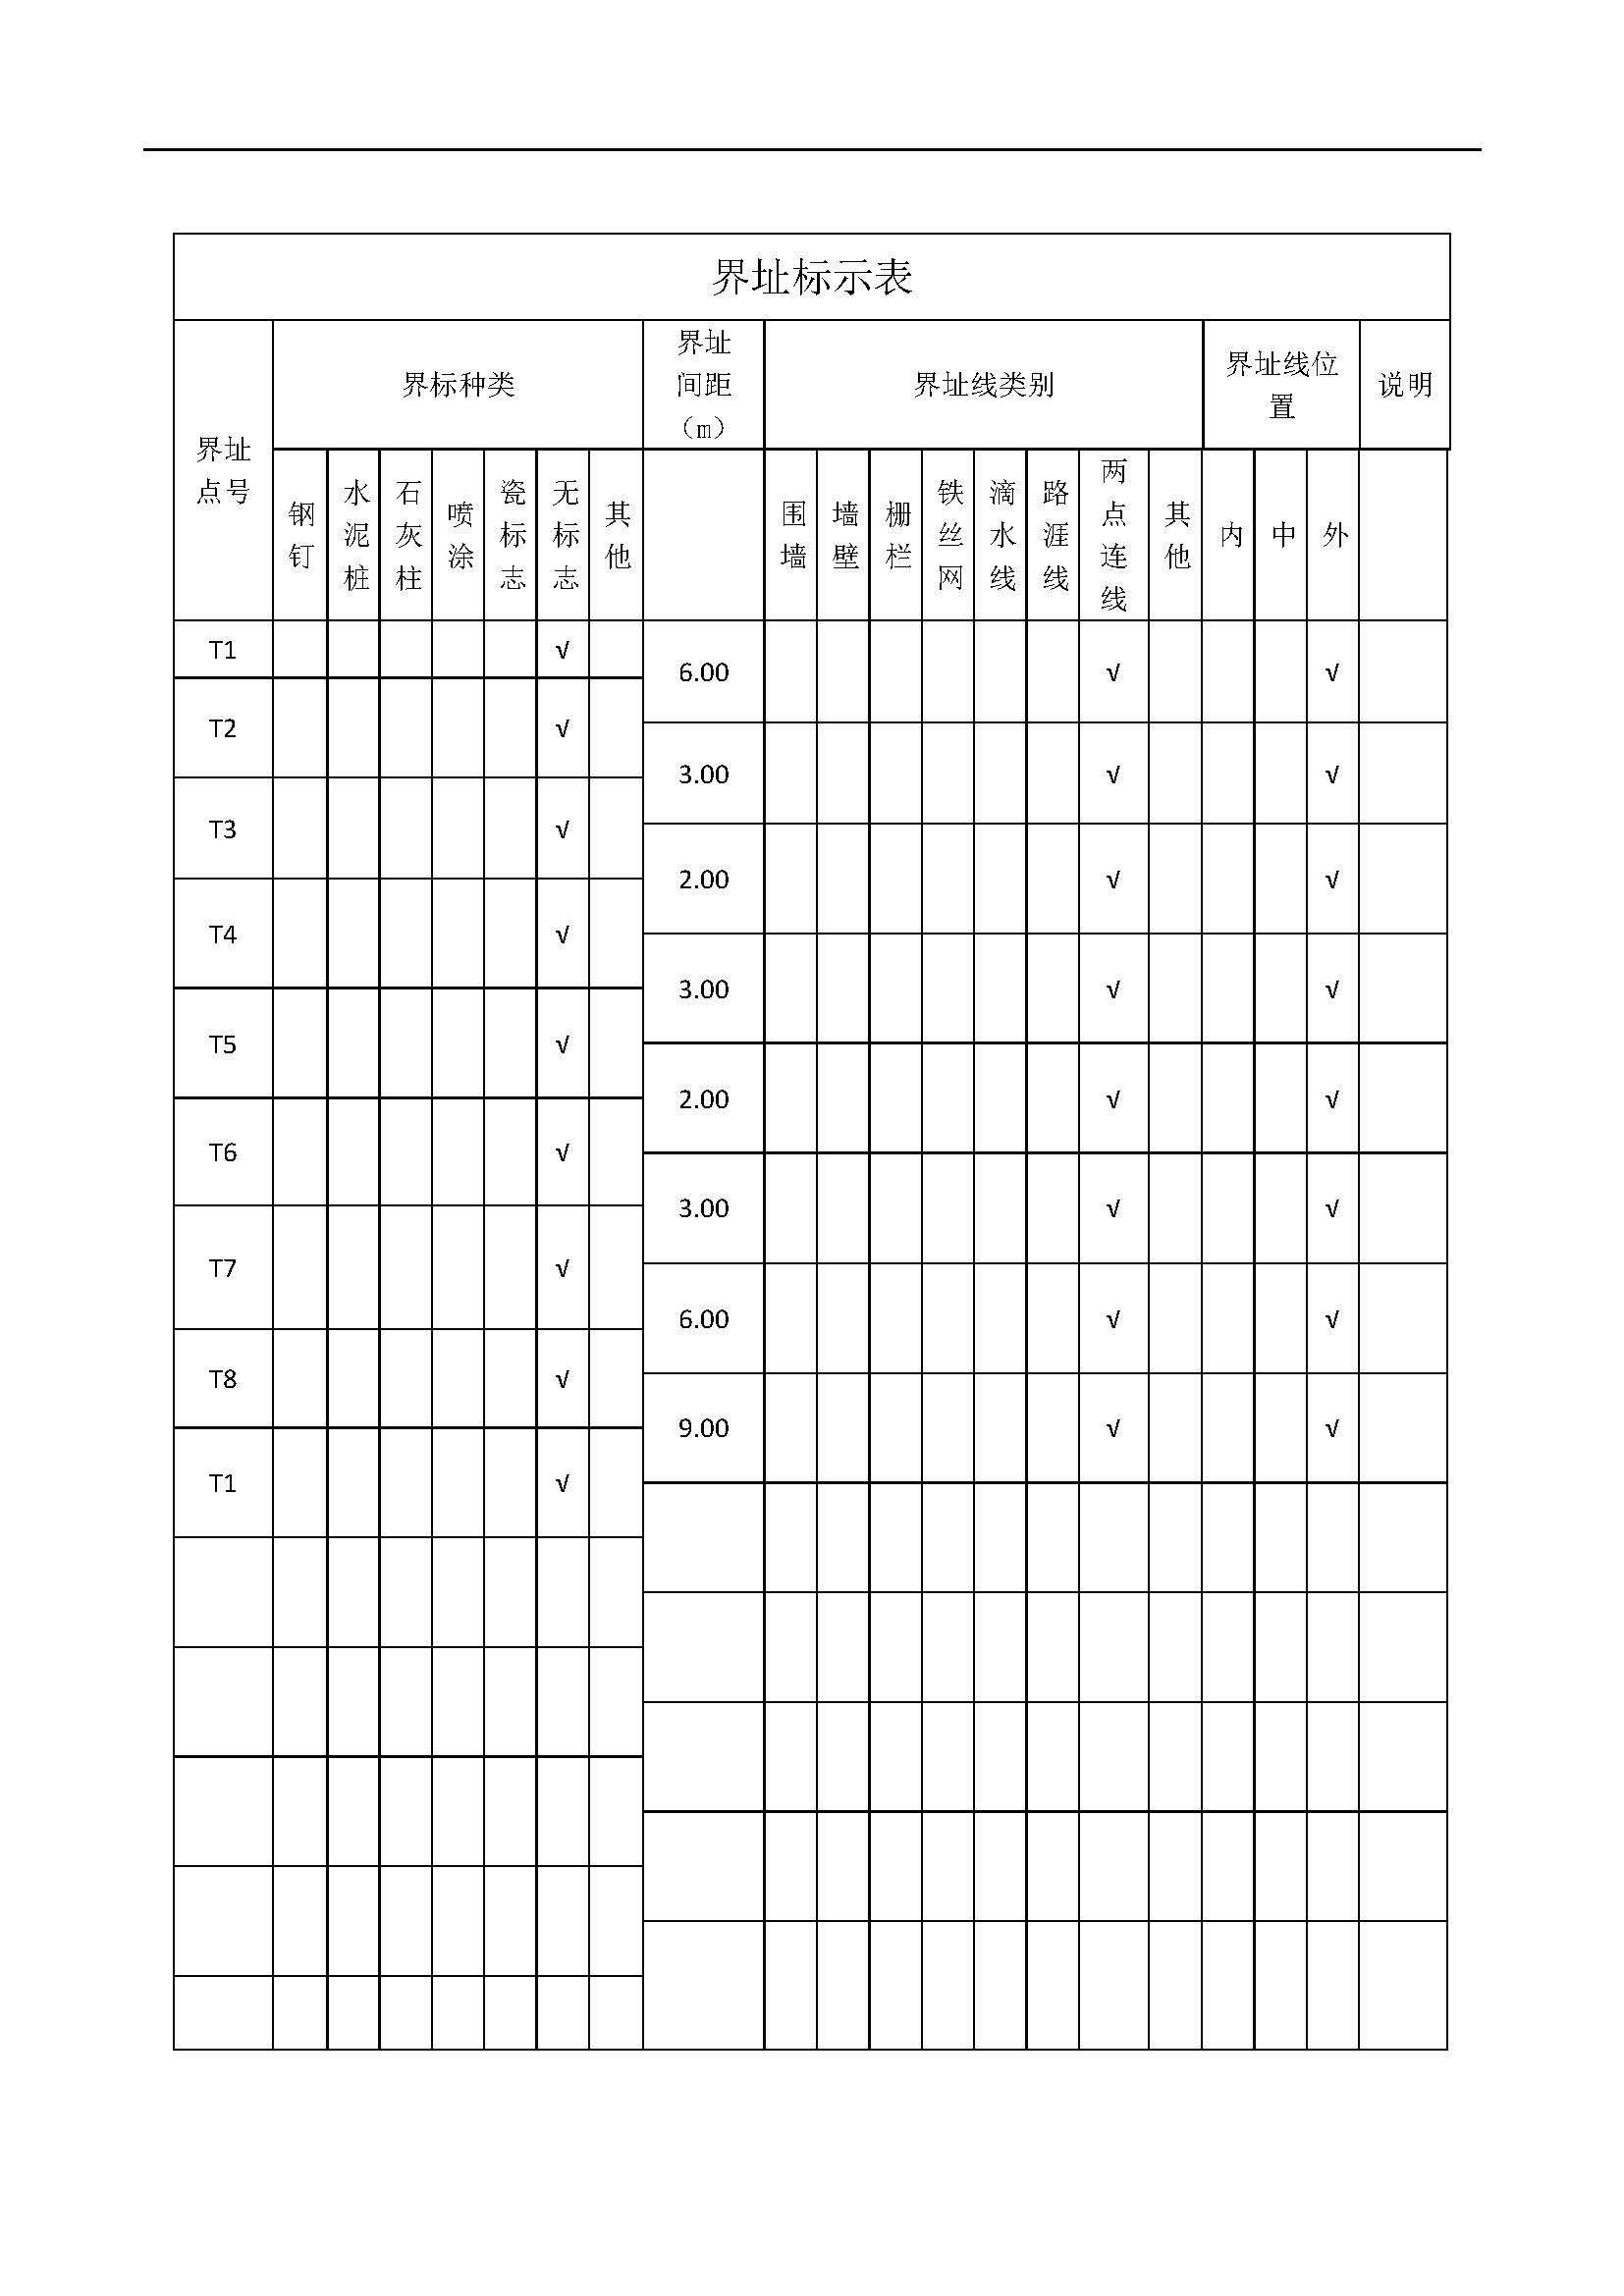 界址标示表
界址点号 界标种类 界址间距（m） 界址线类别 界址线位置 说明
钢钉 水泥桩 石灰柱 喷涂 瓷标志 无标志 其他 围墙 墙壁 栅栏 铁丝网 滴水线 路涯线 两点连线 其他 内 中 外
T1 √
6.00 √ √
T2 √
3.00 √ √
T3 √
2.00 √ √
T4 √
3.00 √ √
T5 √
2.00 √ √
T6 √
3.00 √ √
T7 √
6.00 √ √
T8 √
9.00 √ √
T1 √